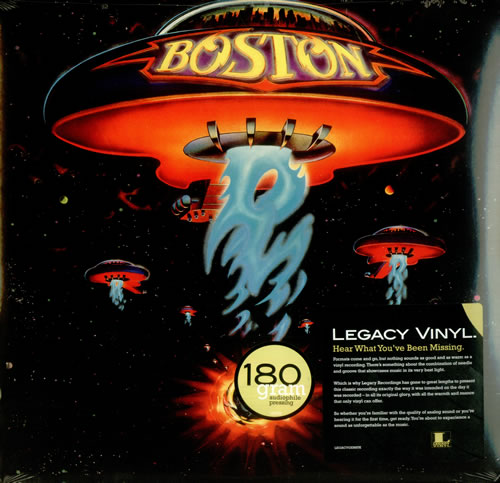 BOSTON
180
gram
audiophile
pressing
LEGACY VINYL.
Hear What You've Been Missing.
Formats come and go, but nothing sounds as good and as warm as a
vinyl recording. There's something about the combination of needle
and groove that showcases music in its very best light.
Which is why Legacy Recordings has gone to great lengths to present
this classic recording exactly the way it was intended on the day it
was recorded – in all its original glory, with all the warmth and nuance
that only vinyl can offer.
So whether you're familiar with the quality of analog sound or you're
hearing it for the first time, get ready. You're about to experience a
sound as unforgettable as the music.
L
VINYL